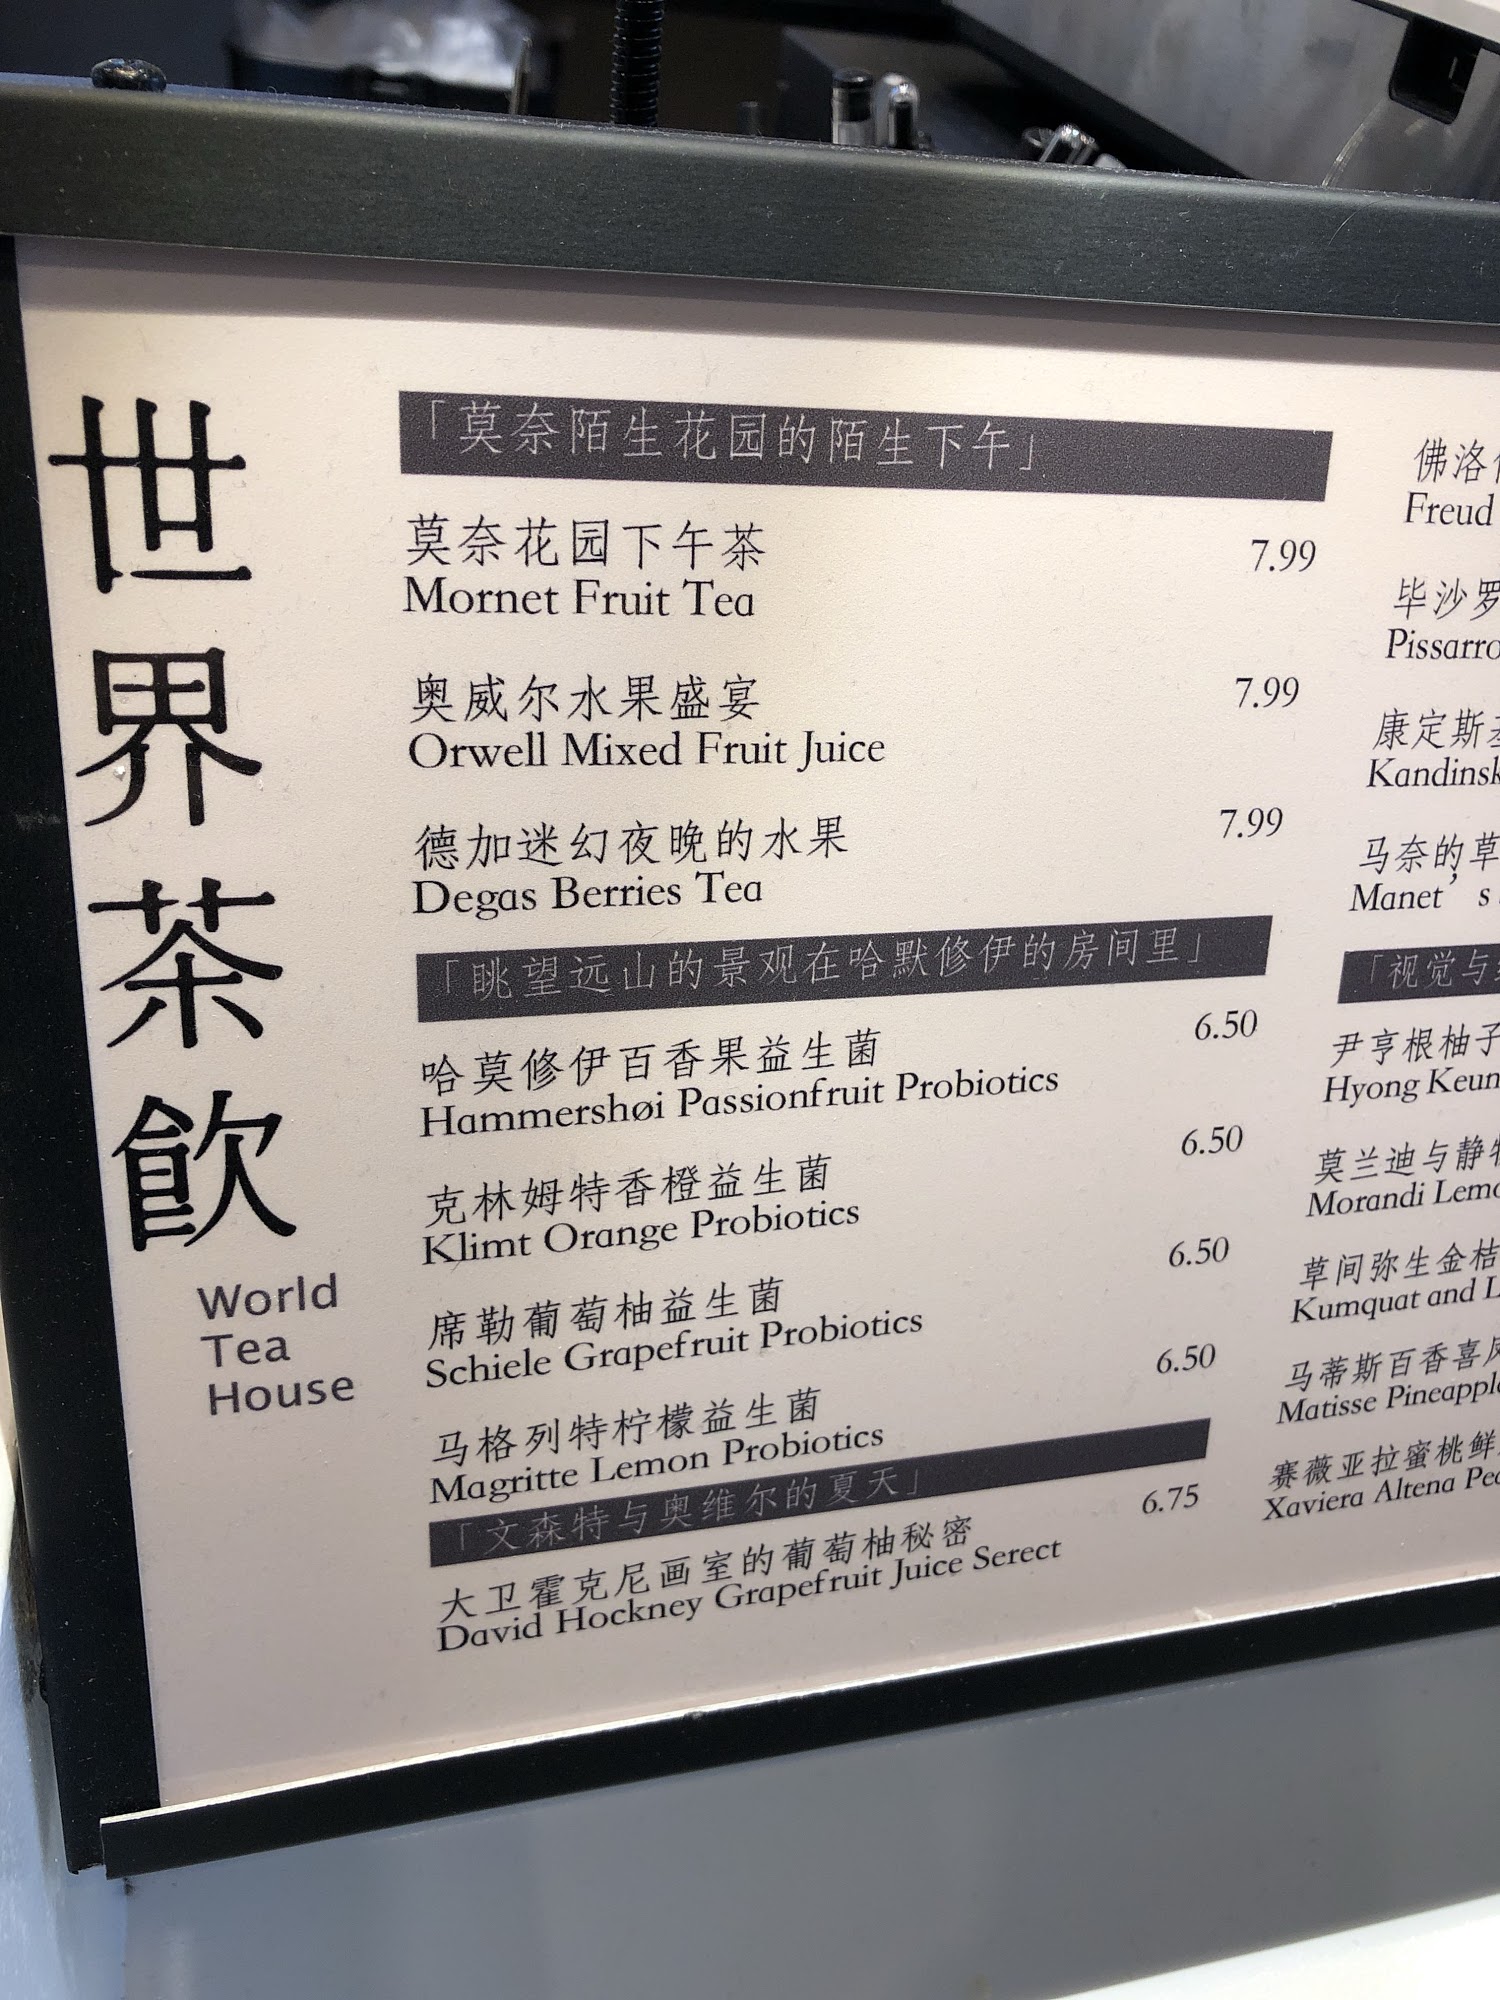 世界茶飲
World
Tea
House
「莫奈陌生花园的陌生下午」
莫奈花园下午茶 7.99
Mornet Fruit Tea
奥威尔水果盛宴 7.99
Orwell Mixed Fruit Juice
德加迷幻夜晚的水果 7.99
Degas Berries Tea
「眺望远山的景观在哈默修伊的房间里」
哈莫修伊百香果益生菌 6.50
Hammershøi Passionfruit Probiotics
克林姆特香橙益生菌 6.50
Klimt Orange Probiotics
席勒葡萄柚益生菌 6.50
Schiele Grapefruit Probiotics
马格列特柠檬益生菌 6.50
Magritte Lemon Probiotics
「文森特与奥维尔的夏天」
大卫霍克尼画室的葡萄柚秘密 6.75
David Hockney Grapefruit Juice Serect
佛洛
Freud
毕沙罗
Pissarro
康定斯
Kandinsk
马奈的草
Manet’s
「视觉与
尹亨根柚子
Hyong Keun
莫兰迪与静物
Morandi Lemo
草间弥生金桔
Kumquat and L
马蒂斯百香喜凤
Matisse Pineapple
赛薇亚拉蜜桃鲜
Xaviera Altena Pea